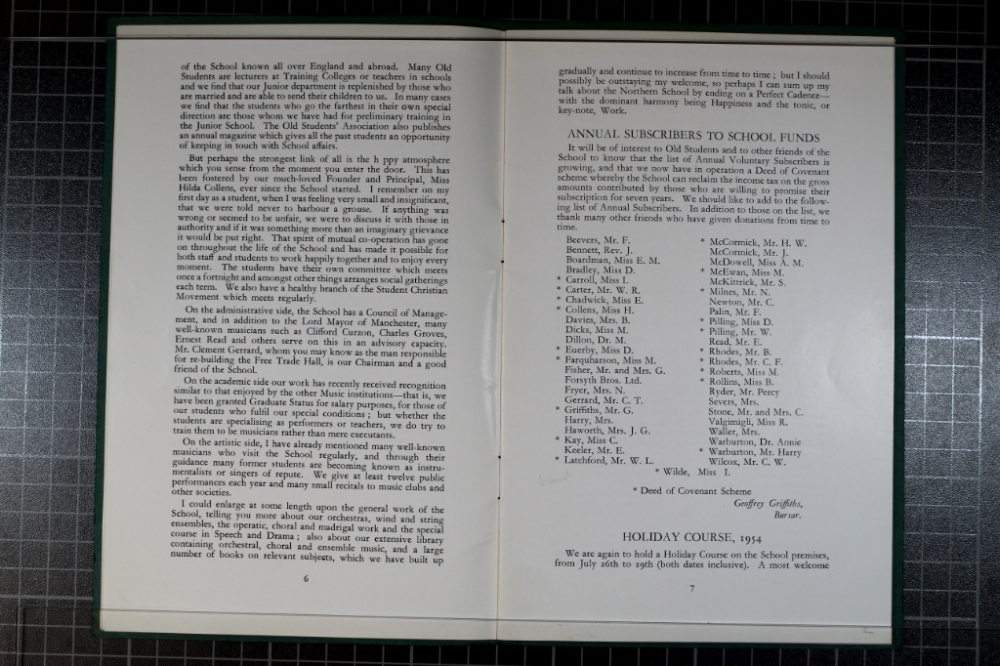 of the School known all over England and abroad. Many Old
Students are lecturers at Training Colleges or teachers in schools
and we find that our Junior department is replenished by those who
are married and are able to send their children to us. In many cases
we find that the students who go the farthest in their own special
direction are those whom we have had for preliminary training in
the Junior School. The Old Students' Association also publishes
an annual magazine which gives all the past students an opportunity
of keeping in touch with School affairs.
But perhaps the strongest link of all is the h ppy atmosphere
which you sense from the moment you enter the door. This has
been fostered by our much-loved Founder and Principal, Miss
Hilda Collens, ever since the School started. I remember on my
first day as a student, when I was feeling very small and insignificant,
that we were told never to harbour a grouse. If anything was
wrong or seemed to be unfair, we were to discuss it with those in
authority and if it was something more than an imaginary grievance
it would be put right. That spirit of mutual co-operation has gone
on throughout the life of the School and has made it possible for
both staff and students to work happily together and to enjoy every
moment. The students have their own committee which meets
once a fortnight and amongst other things arranges social gatherings
each term. We also have a healthy branch of the Student Christian
Movement which meets regularly.
On the administrative side, the School has a Council of Manage-
ment, and in addition to the Lord Mayor of Manchester, many
well-known musicians such as Clifford Curzon, Charles Groves,
Ernest Read and others serve on this in an advisory capacity.
Mr. Clement Gerrard, whom you may know as the man responsible
for re-building the Free Trade Hall, is our Chairman and a good
friend of the School.
On the academic side our work has recently received recognition
similar to that enjoyed by the other Music institutions—that is, we
have been granted Graduate Status for salary purposes, for those of
our students who fulfil our special conditions ; but whether the
students are specialising as performers or teachers, we do try to
train them to be musicians rather than mere executants.
On the artistic side, I have already mentioned many well-known
musicians who visit the School regularly, and through their
guidance many former students are becoming known as instru-
mentalists or singers of repute. We give at least twelve public
performances each year and many small recitals to music clubs and
other societies.
I could enlarge at some length upon the general work of the
School, telling you more about our orchestras, wind and string
ensembles, the operatic, choral and madrigal work and the special
course in Speech and Drama ; also about our extensive library
containing orchestral, choral and ensemble music, and a large
number of books on relevant subjects, which we have built up
6
gradually and continue to increase from time to time ; but I should
possibly be outstaying my welcome, so perhaps I can sum up my
talk about the Northern School by ending on a Perfect Cadence—
with the dominant harmony being Happiness and the tonic, or
key-note, Work.
ANNUAL SUBSCRIBERS TO SCHOOL FUNDS
It will be of interest to Old Students and to other friends of the
School to know that the list of Annual Voluntary Subscribers is
growing, and that we now have in operation a Deed of Covenant
scheme whereby the School can reclaim the income tax on the gross
amounts contributed by those who are willing to promise their
subscription for seven years. We should like to add to the follow-
ing list of Annual Subscribers. In addition to those on the list, we
thank many other friends who have given donations from time to
time.
Beevers, Mr. F.
Bennett, Rev. J.
Boardman, Miss E. M.
Bradley, Miss D.
* Carroll, Miss I.
* Carter, Mr. W. R.
* Chadwick, Miss E.
* Collens, Miss H.
Davies, Mrs. B.
Dicks, Miss M.
Dillon, Dr. M.
* Euerby, Miss D.
* Farquharson, Miss M.
Fisher, Mr. and Mrs. G.
Forsyth Bros. Ltd.
Fryer, Mrs. N.
Gerrard, Mr. C. T.
* Griffiths, Mr. G.
Harry, Mrs.
Haworth, Mrs. J. G.
* Kay, Miss C.
Keeler, Mr. E.
* Latchford, Mr. W. L.
* McCormick, Mr. H. W.
McCormick, Mr. J.
McDowell, Miss A. M.
* McEwan, Miss M.
McKittrick, Mr. S.
* Milnes, Mr. N.
Newton, Mr. C.
Palin, Mr. F.
* Pilling, Miss D.
* Pilling, Mr. W.
Read, Mr. E.
* Rhodes, Mr. B.
* Rhodes, Mr. C. F.
* Roberts, Miss M.
* Rollins, Miss B.
Ryder, Mr. Percy
Severs, Mrs.
Stone, Mr. and Mrs. C.
Valgimigli, Miss R.
Waller, Mrs.
Warburton, Dr. Annie
* Warburton, Mr. Harry
Wilcox, Mr. C. W.
* Wilde, Miss I.
* Deed of Covenant Scheme
Geoffrey Griffiths,
Bursar.
HOLIDAY COURSE, 1954
We are again to hold a Holiday Course on the School premises,
from July 26th to 29th (both dates inclusive). A most welcome
7